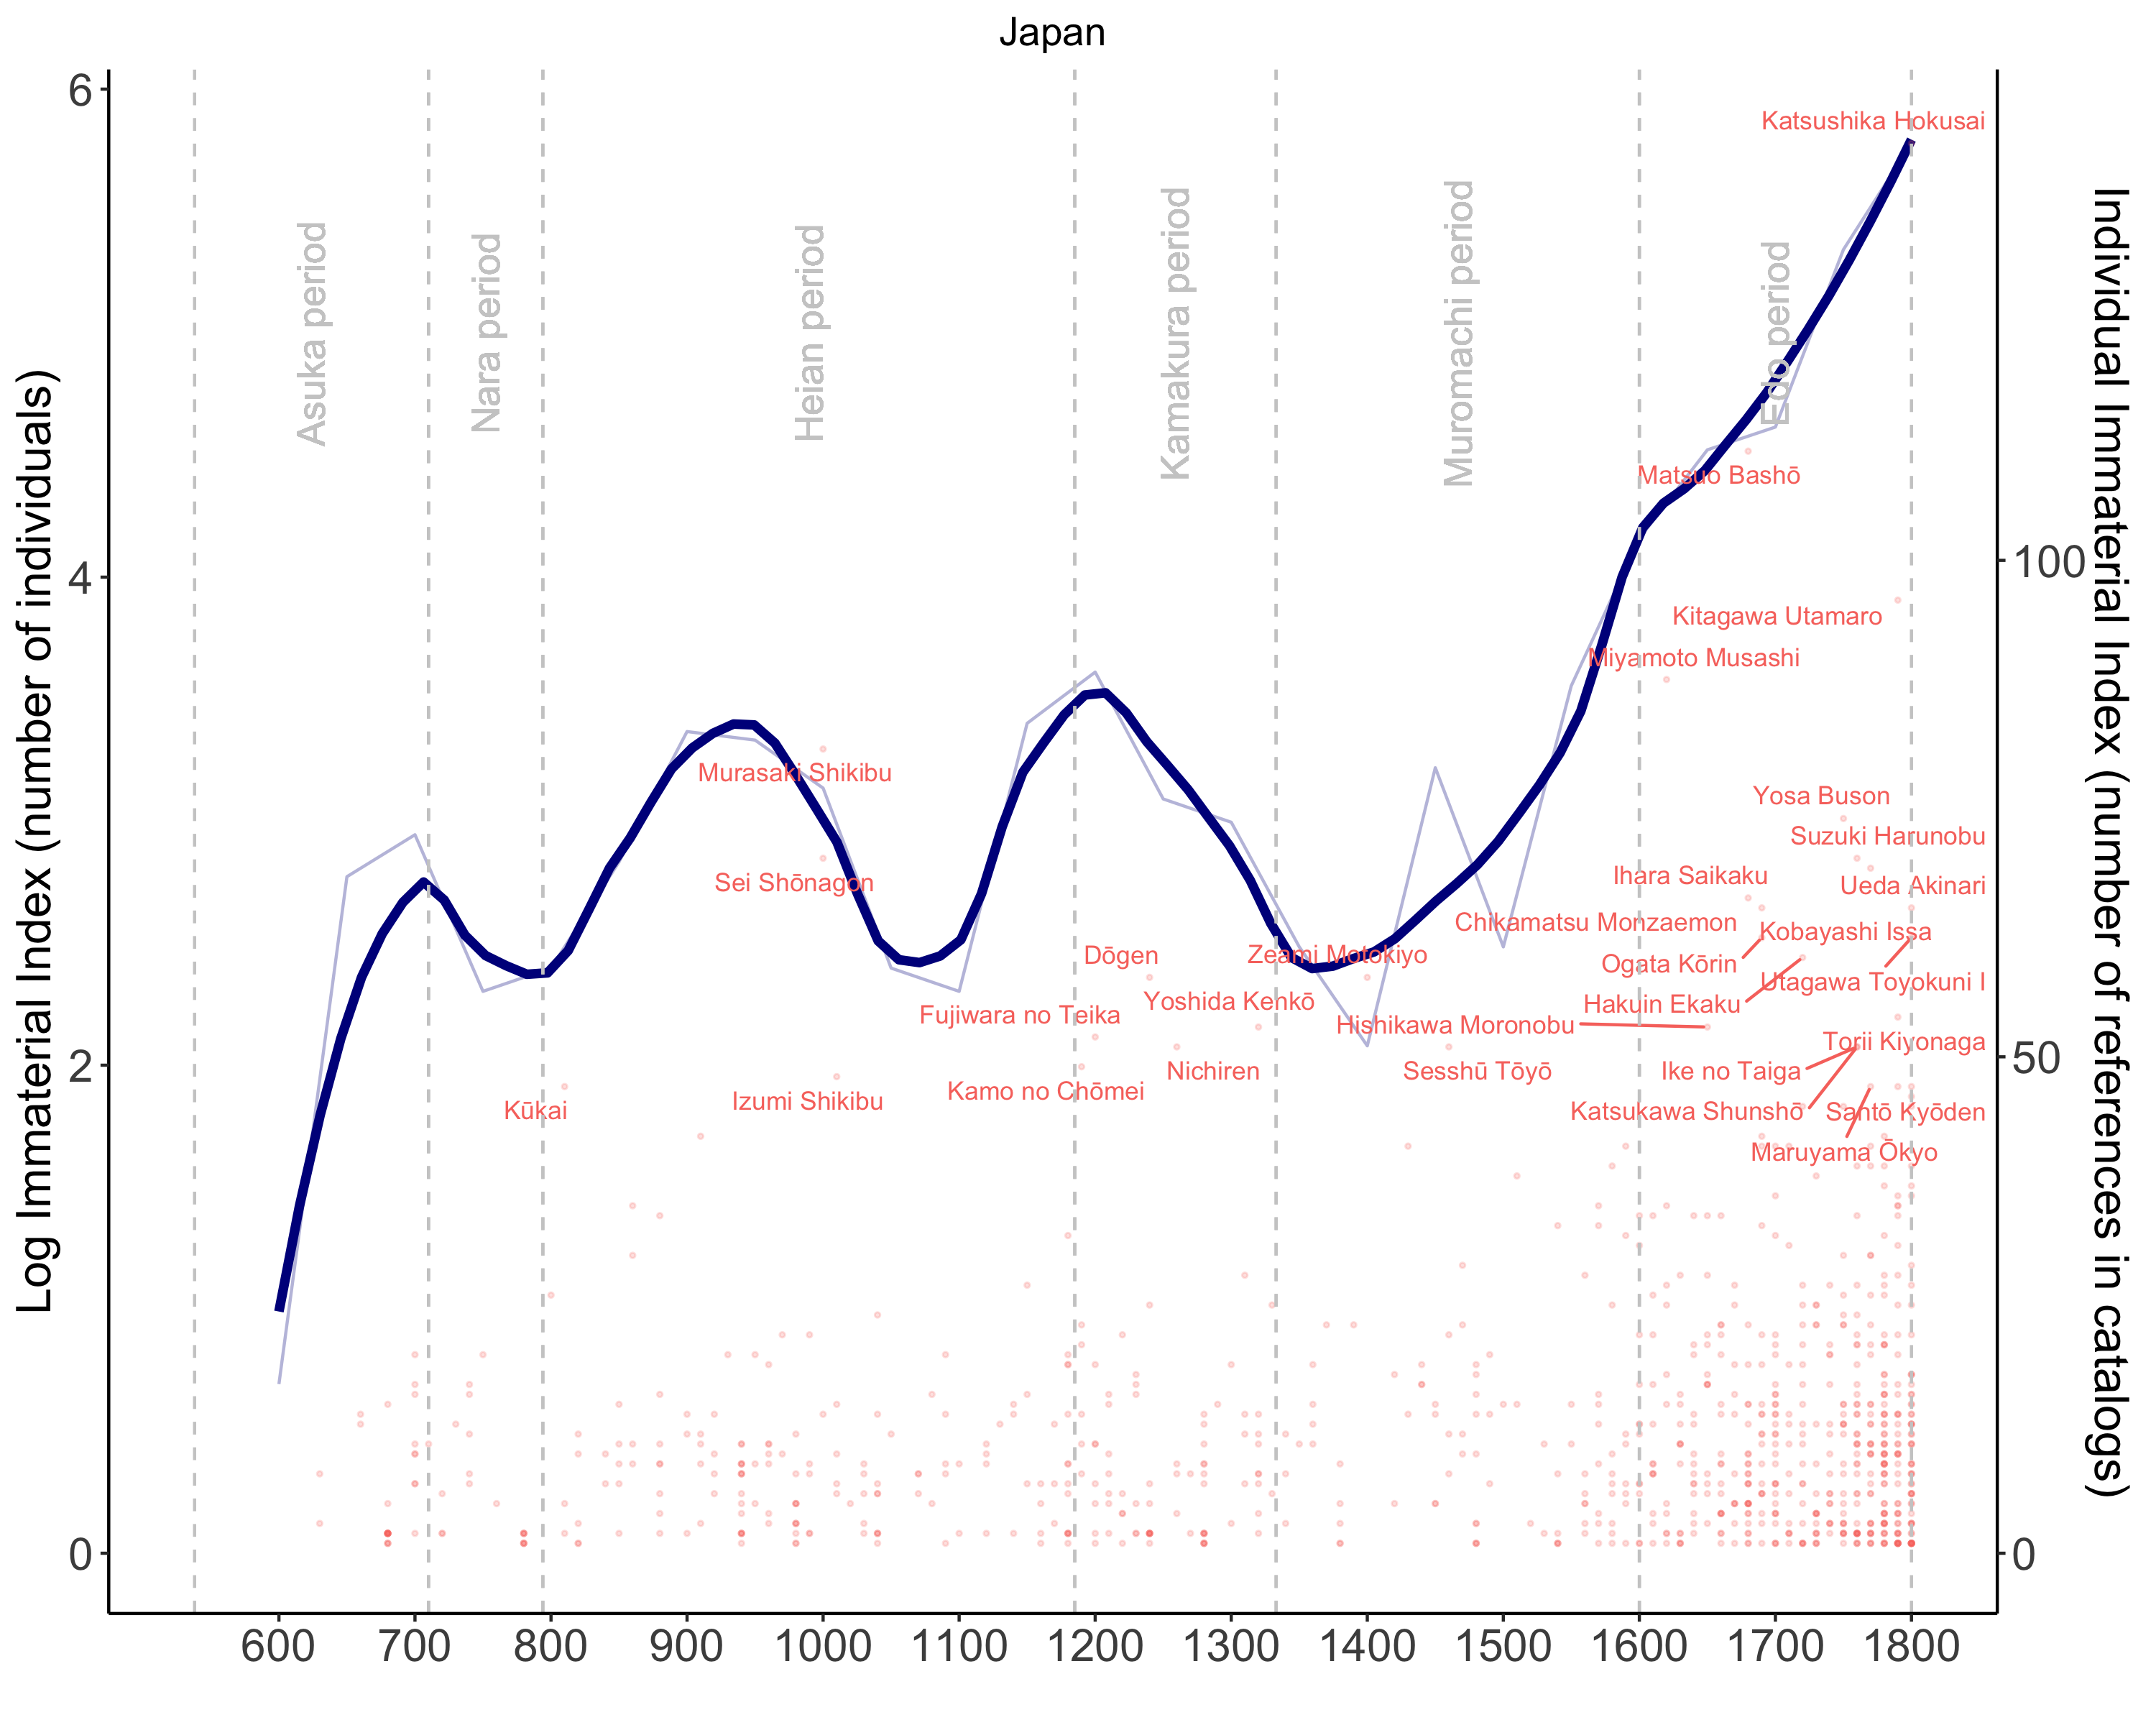 Japan
6
4
2
0
Log Immaterial Index (number of individuals)
Asuka period
Nara period
Heian period
Kamakura period
Muromachi period
Edo period
Katsushika Hokusai
Matsuo Bashō
Kitagawa Utamaro
Miyamoto Musashi
Murasaki Shikibu
Yosa Buson
Suzuki Harunobu
Sei Shōnagon
Ihara Saikaku
Ueda Akinari
Chikamatsu Monzaemon
Kobayashi Issa
Dōgen
Zeami Motokiyo
Ogata Kōrin
Utagawa Toyokuni I
Yoshida Kenkō
Hakuin Ekaku
Fujiwara no Teika
Hishikawa Moronobu
Torii Kiyonaga
Nichiren
Sesshū Tōyō
Ike no Taiga
Kamo no Chōmei
Izumi Shikibu
Kūkai
Katsukawa Shunshō
Santō Kyōden
Maruyama Ōkyo
100
50
0
Individual Immaterial Index (number of references in catalogs)
600 700 800 900 1000 1100 1200 1300 1400 1500 1600 1700 1800